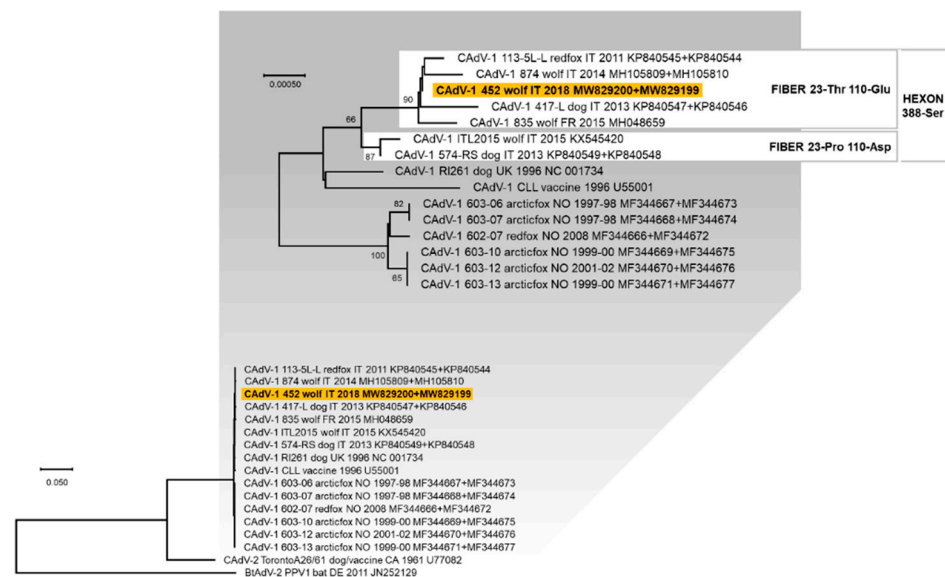 0.00050
CAdV-1 113-5L-L redfox IT 2011 KP840545+KP840544
CAdV-1 874 wolf IT 2014 MH105809+MH105810
CAdV-1 452 wolf IT 2018 MW829200+MW829199
90
CAdV-1 417-L dog IT 2013 KP840547+KP840546
CAdV-1 835 wolf FR 2015 MH048659
FIBER 23-Thr 110-Glu
HEXON
388-Ser
66
CAdV-1 ITL2015 wolf IT 2015 KX545420
87
CAdV-1 574-RS dog IT 2013 KP840549+KP840548
FIBER 23-Pro 110-Asp
CAdV-1 RI261 dog UK 1996 NC 001734
CAdV-1 CLL vaccine 1996 U55001
82
CAdV-1 603-06 arcticfox NO 1997-98 MF344667+MF344673
CAdV-1 603-07 arcticfox NO 1997-98 MF344668+MF344674
CAdV-1 602-07 redfox NO 2008 MF344666+MF344672
100
CAdV-1 603-10 arcticfox NO 1999-00 MF344669+MF344675
CAdV-1 603-12 arcticfox NO 2001-02 MF344670+MF344676
65
CAdV-1 603-13 arcticfox NO 1999-00 MF344671+MF344677
CAdV-1 113-5L-L redfox IT 2011 KP840545+KP840544
CAdV-1 874 wolf IT 2014 MH105809+MH105810
CAdV-1 452 wolf IT 2018 MW829200+MW829199
CAdV-1 417-L dog IT 2013 KP840547+KP840546
CAdV-1 835 wolf FR 2015 MH048659
CAdV-1 ITL2015 wolf IT 2015 KX545420
CAdV-1 574-RS dog IT 2013 KP840549+KP840548
CAdV-1 RI261 dog UK 1996 NC 001734
0.050
CAdV-1 CLL vaccine 1996 U55001
CAdV-1 603-06 arcticfox NO 1997-98 MF344667+MF344673
CAdV-1 603-07 arcticfox NO 1997-98 MF344668+MF344674
CAdV-1 602-07 redfox NO 2008 MF344666+MF344672
CAdV-1 603-10 arcticfox NO 1999-00 MF344669+MF344675
CAdV-1 603-12 arcticfox NO 2001-02 MF344670+MF344676
CAdV-1 603-13 arcticfox NO 1999-00 MF344671+MF344677
CAdV-2 TorontoA26/61 dog/vaccine CA 1961 U77082
BtAdV-2 PPV1 bat DE 2011 JN252129